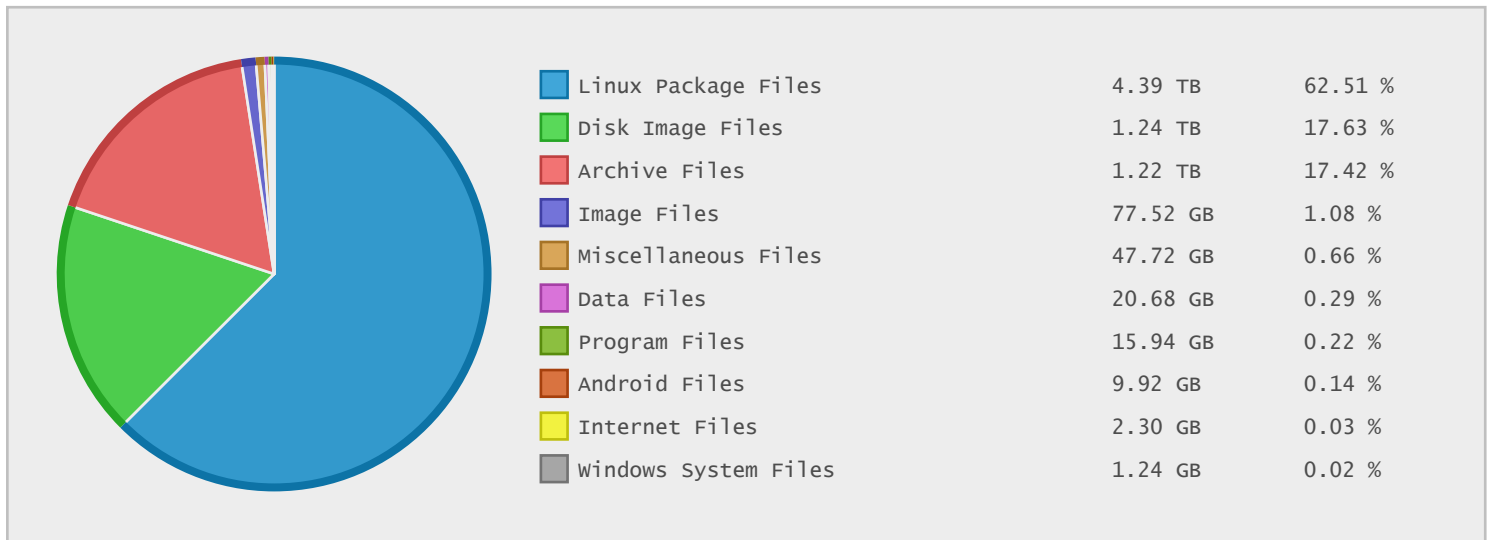 Linux Package Files 4.39 TB 62.51 %
Disk Image Files 1.24 TB 17.63 %
Archive Files 1.22 TB 17.42 %
Image Files 77.52 GB 1.08 %
Miscellaneous Files 47.72 GB 0.66 %
Data Files 20.68 GB 0.29 %
Program Files 15.94 GB 0.22 %
Android Files 9.92 GB 0.14 %
Internet Files 2.30 GB 0.03 %
Windows System Files 1.24 GB 0.02 %